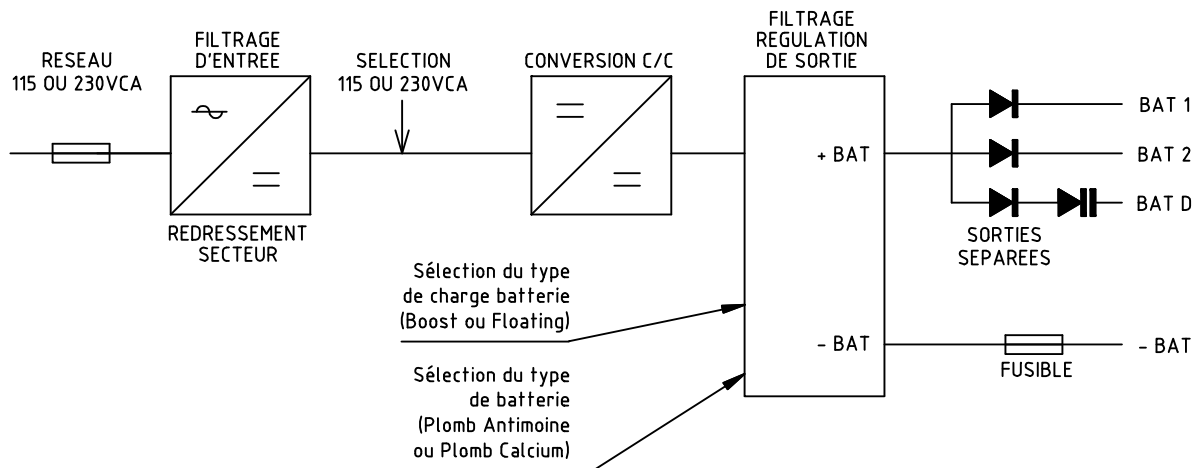 RESEAU
115 OU 230VCA
FILTRAGE
D'ENTREE
REDRESSEMENT
SECTEUR
SELECTION
115 OU 230VCA
CONVERSION C/C
FILTRAGE
REGULATION
DE SORTIE
+ BAT
- BAT
BAT 1
BAT 2
BAT D
SORTIES
SEPAREES
- BAT
FUSIBLE
Sélection du type
de charge batterie
(Boost ou Floating)
Sélection du type
de batterie
(Plomb Antimoine
ou Plomb Calcium)